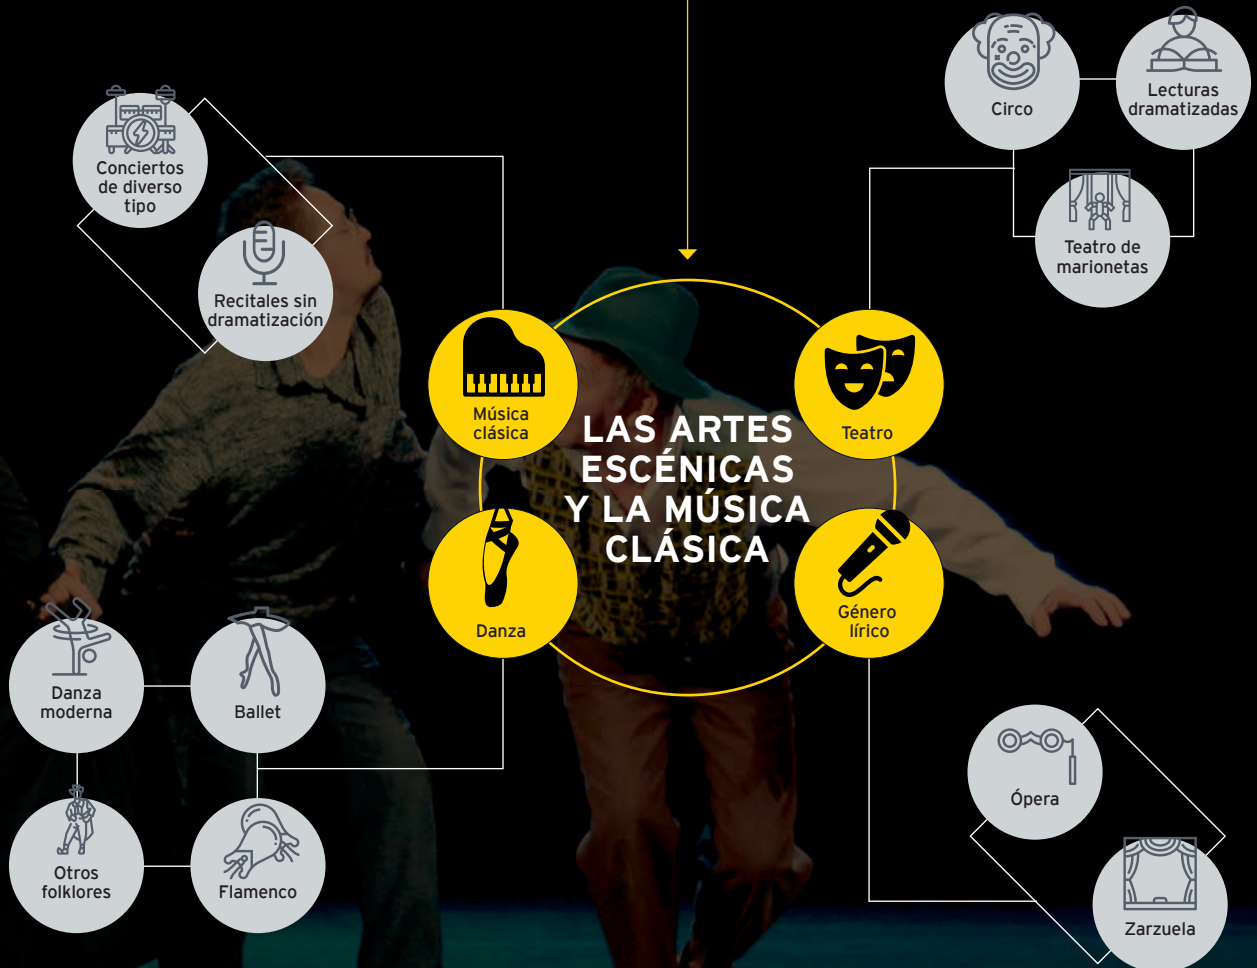 Circo
Lecturas
dramatizadas
Teatro de
marionetas
Conciertos
de diverso
tipo
Recitales sin
dramatización
Música
clásica
Teatro
LAS ARTES
ESCÉNICAS
Y LA MÚSICA
CLÁSICA
Danza
Género
lírico
Danza
moderna
Ballet
Otros
folklores
Flamenco
Ópera
Zarzuela